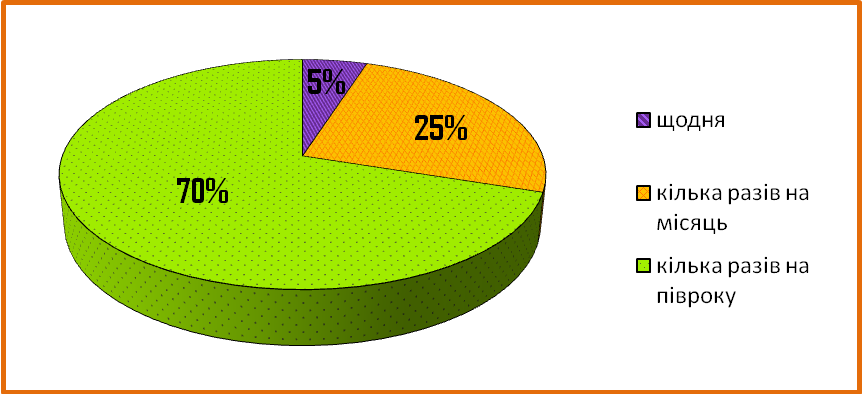 5%
25%
70%
щодня
кілька разів на
місяць
кілька разів на
півроку